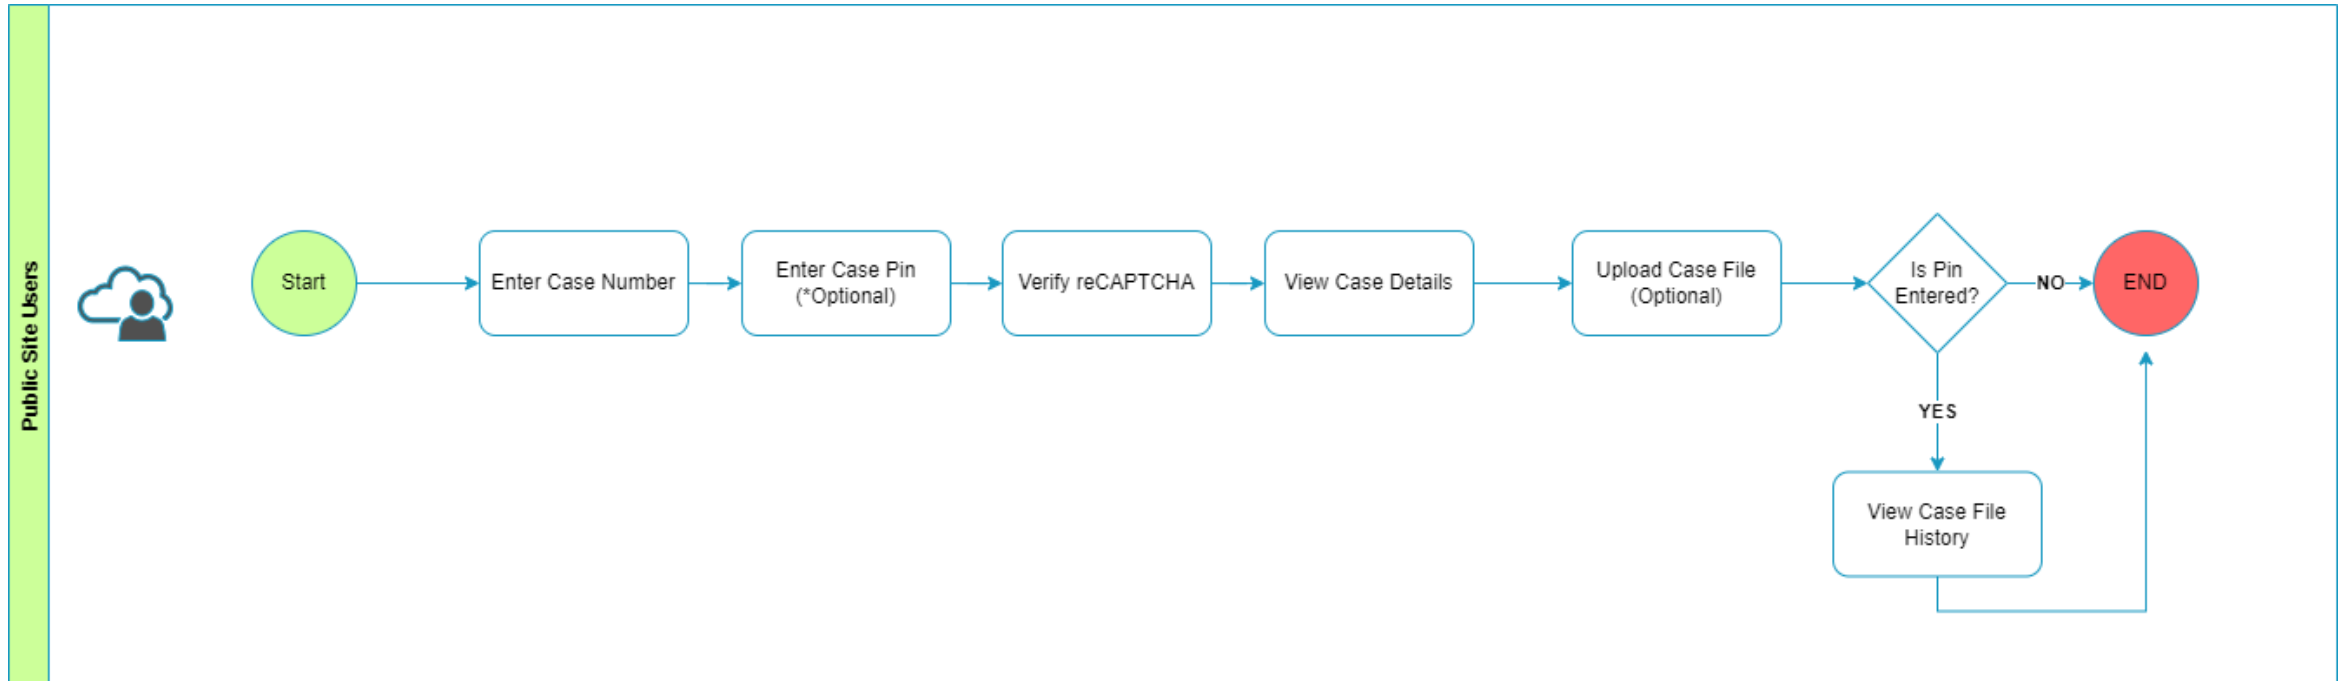 Public Site Users
Start
Enter Case Number
Enter Case Pin
(*Optional)
Verify reCAPTCHA
View Case Details
Upload Case File
(Optional)
Is Pin
Entered?
NO
END
YES
View Case File
History